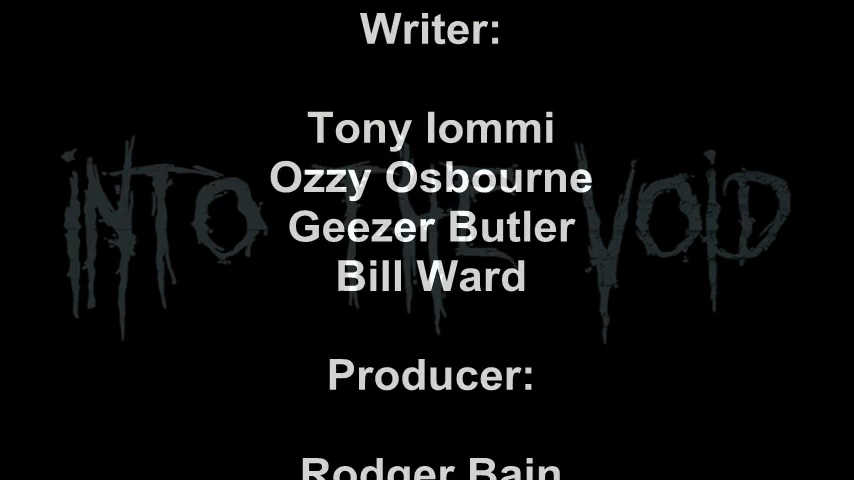 Writer:
Tony Iommi
Ozzy Osbourne
Geezer Butler
Bill Ward
INTO THE VOID
Producer:
Rodger Bain